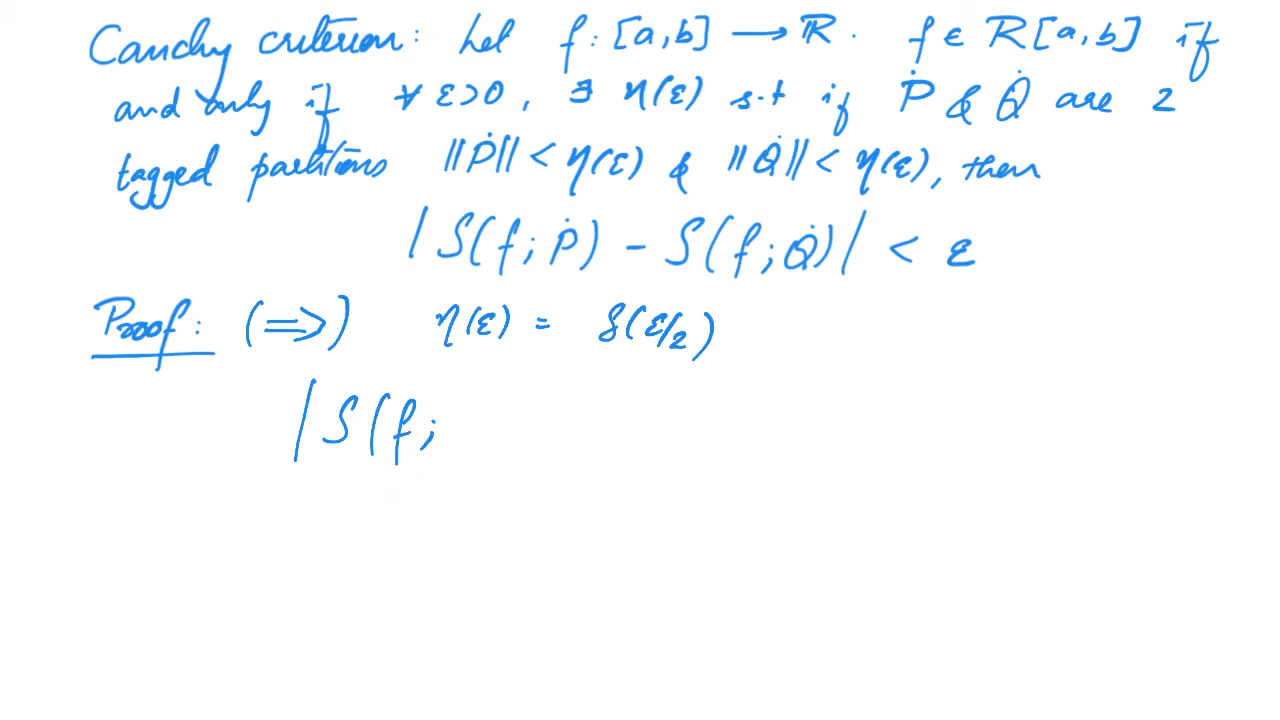 Cauchy criterion: Let f: [a,b] → ℝ. f ∈ R[a,b] if
and only if ∀ ε>0, ∃ η(ε) s.t if Ṗ & Q̇ are 2
tagged partitions ||Ṗ|| < η(ε) & ||Q̇|| < η(ε), then
| S(f; Ṗ) - S(f; Q̇) | < ε
Proof: (⟹) η(ε) = δ(ε/2)
| S(f;